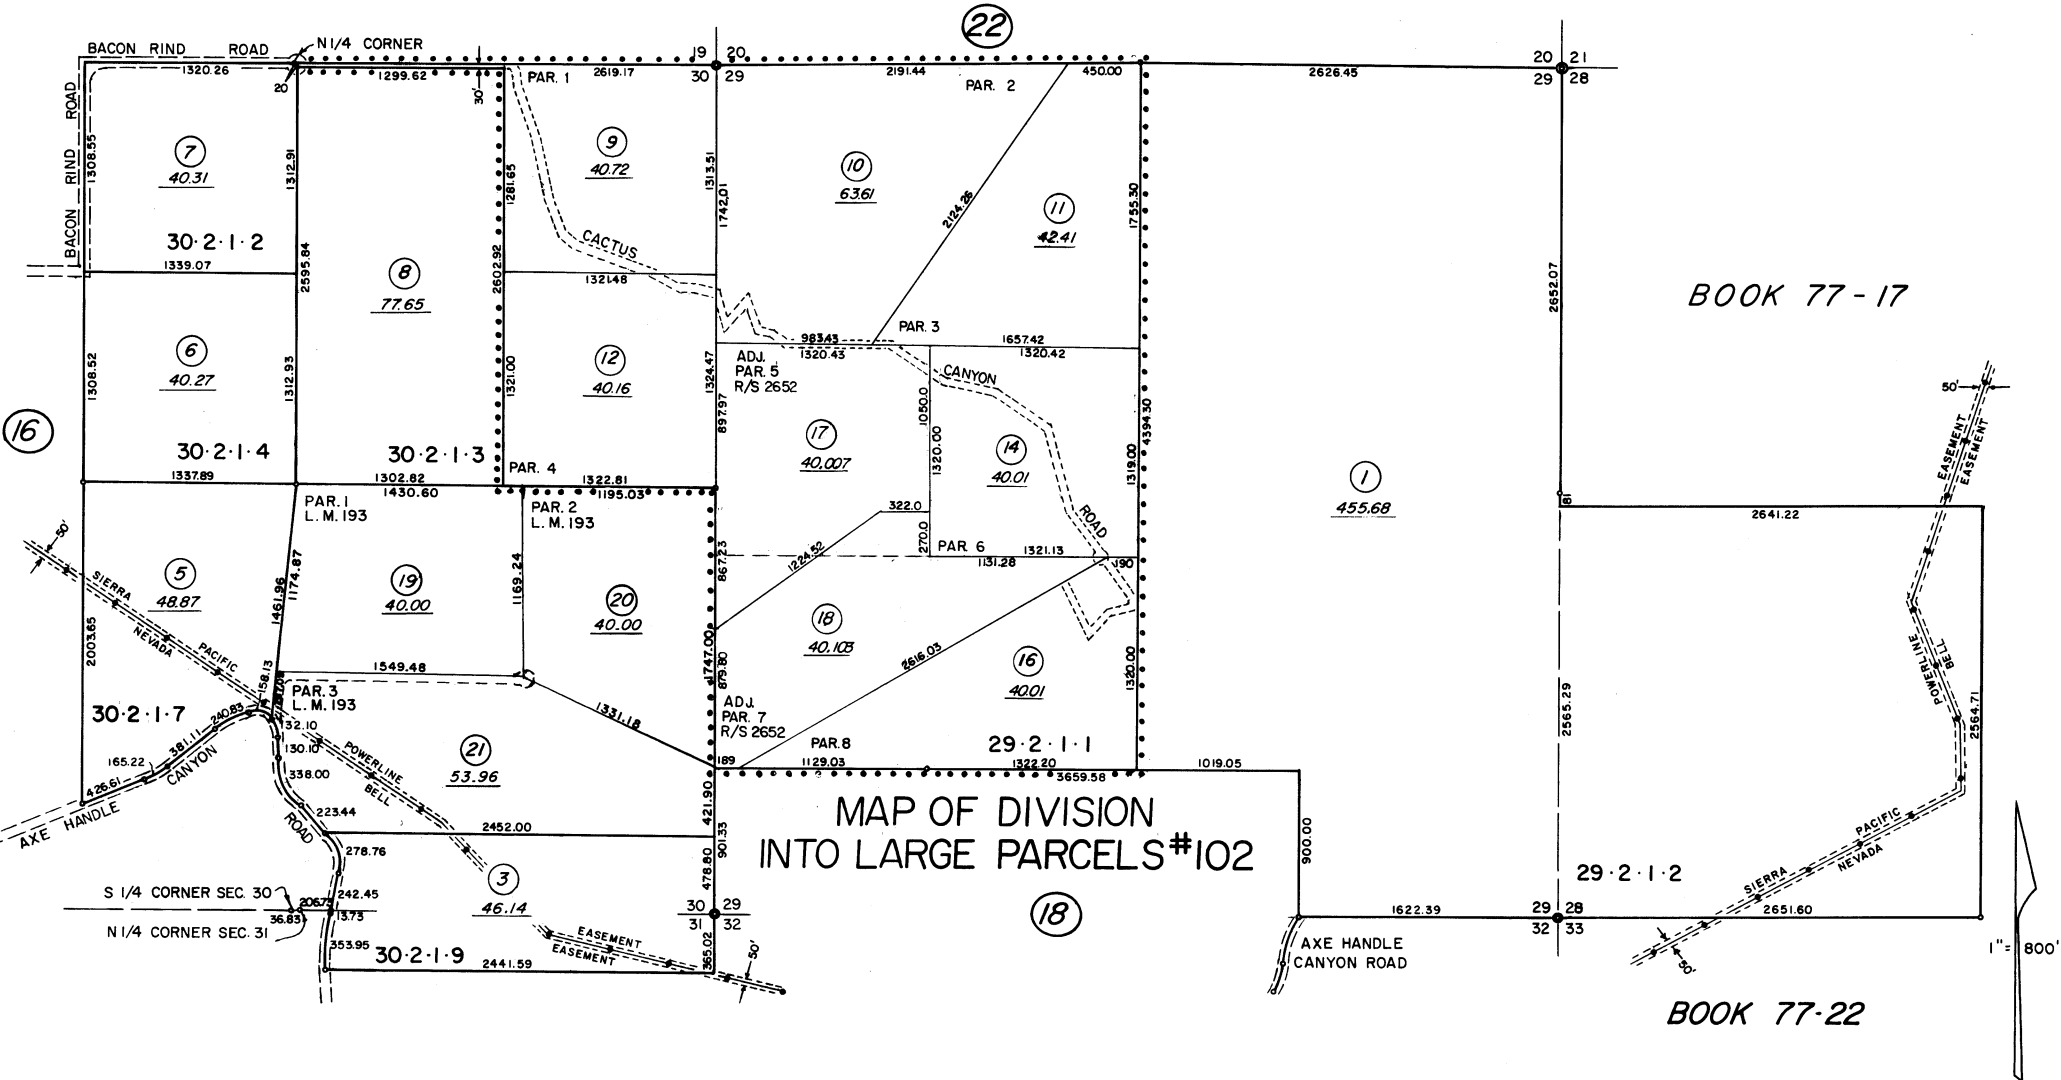 22
BACON RIND ROAD
N 1/4 CORNER
19 20
30 29
20 21
29 28
1320.26
20
1299.62
30'
PAR. 1
2619.17
2191.44
PAR. 2
450.00
2626.45
BACON RIND ROAD
1308.55
7
40.31
1312.91
30·2·1·2
1339.07
2595.84
8
77.65
1281.65
2602.92
9
40.72
CACTUS
1321.48
1313.51
1742.01
10
63.61
2124.26
11
42.41
1755.30
2652.07
BOOK 77-17
16
1308.52
6
40.27
1312.93
30·2·1·4
1337.89
30·2·1·3
1302.82
1430.60
1321.00
12
40.16
PAR. 4
1322.81
1195.03
1324.47
897.97
ADJ.
PAR. 5
R/S 2652
983.43
1320.43
PAR. 3
1657.42
1320.42
CANYON
1050.0
1320.00
17
40.007
14
40.01
1319.00
4394.30
ROAD
1
455.68
81
2641.22
50'
EASEMENT
EASEMENT
PAR. 1
L. M. 193
PAR. 2
L. M. 193
50'
SIERRA
NEVADA
PACIFIC
5
48.87
2003.65
1461.96
1174.87
19
40.00
1169.24
20
40.00
867.23
1224.52
322.0
270.0
PAR. 6
1321.13
1131.28
190
18
40.103
2616.03
16
40.01
1320.00
1549.48
158.13
PAR. 3
L. M. 193
1331.18
1747.00
879.80
ADJ.
PAR. 7
R/S 2652
PAR. 8
189
1129.03
29·2·1·1
1322.20
3659.58
1019.05
2565.29
2564.71
POWERLINE
BELL
30·2·1·7
240.83
381.11
165.22
426.61
AXE HANDLE
CANYON
ROAD
132.10
130.10
338.00
223.44
POWERLINE
BELL
21
53.96
2452.00
421.90
901.33
478.80
MAP OF DIVISION
INTO LARGE PARCELS #102
18
900.00
278.76
242.45
S 1/4 CORNER SEC. 30
206.73
36.83
13.73
N 1/4 CORNER SEC. 31
353.95
3
46.14
30·2·1·9
2441.59
EASEMENT
EASEMENT
365.02
50'
30 29
31 32
AXE HANDLE
CANYON ROAD
1622.39
29 28
32 33
29·2·1·2
2651.60
SIERRA
NEVADA
PACIFIC
50'
1"= 800'
BOOK 77-22